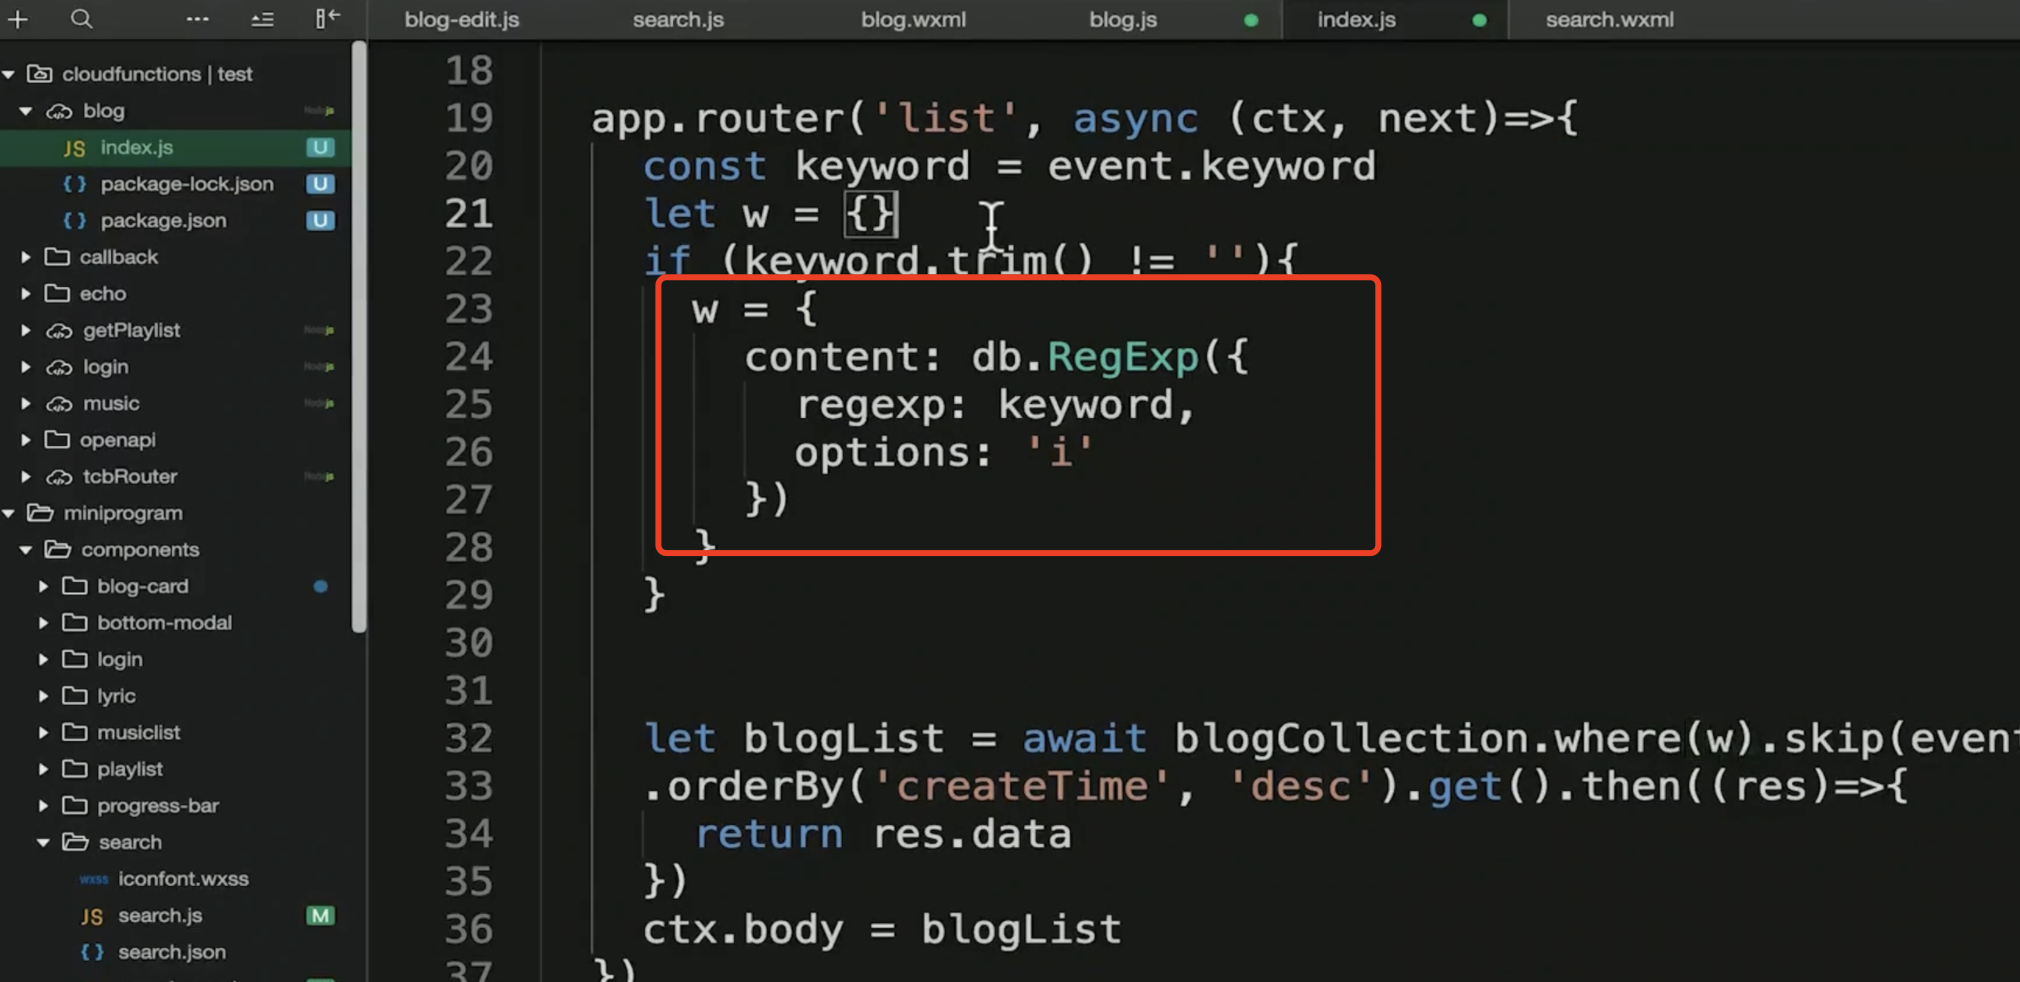 blog-edit.js search.js blog.wxml blog.js index.js search.wxml
cloudfunctions | test
blog
JS index.js U
{} package-lock.json U
{} package.json U
callback
echo
getPlaylist
login
music
openapi
tcbRouter
miniprogram
components
blog-card
bottom-modal
login
lyric
musiclist
playlist
progress-bar
search
wxss iconfont.wxss
JS search.js M
{} search.json
18
19 app.router('list', async (ctx, next)=>{
20 const keyword = event.keyword
21 let w = {}
22 if (keyword.trim() != ''){
23 w = {
24 content: db.RegExp({
25 regexp: keyword,
26 options: 'i'
27 })
28 }
29 }
30
31
32 let blogList = await blogCollection.where(w).skip(event
33 .orderBy('createTime', 'desc').get().then((res)=>{
34 return res.data
35 })
36 ctx.body = blogList
37 })